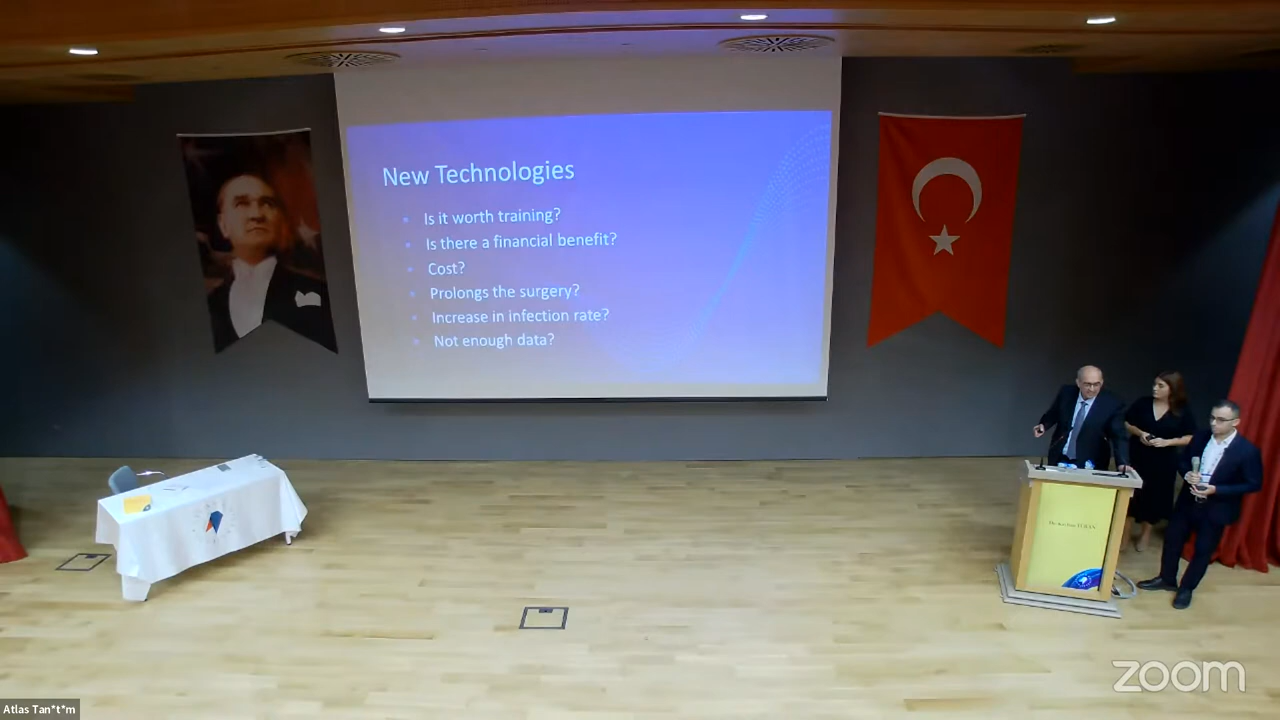 New Technologies
Is it worth training?
Is there a financial benefit?
Cost?
Prolongs the surgery?
Increase in infection rate?
Not enough data?
zoom
Atlas Tan*t*m